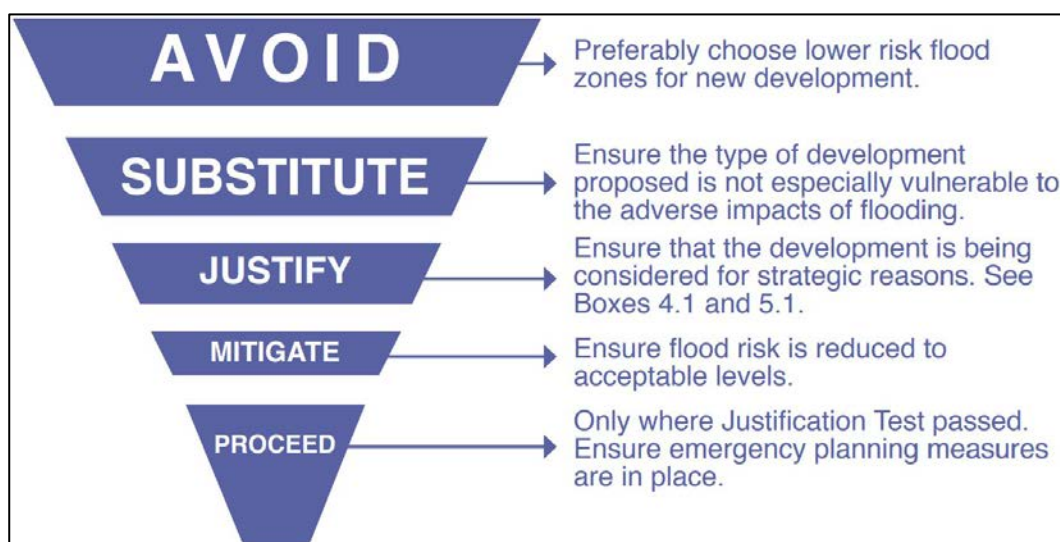 AVOID
Preferably choose lower risk flood
zones for new development.
SUBSTITUTE
Ensure the type of development
proposed is not especially vulnerable to
the adverse impacts of flooding.
JUSTIFY
Ensure that the development is being
considered for strategic reasons. See
Boxes 4.1 and 5.1.
MITIGATE
Ensure flood risk is reduced to
acceptable levels.
PROCEED
Only where Justification Test passed.
Ensure emergency planning measures
are in place.